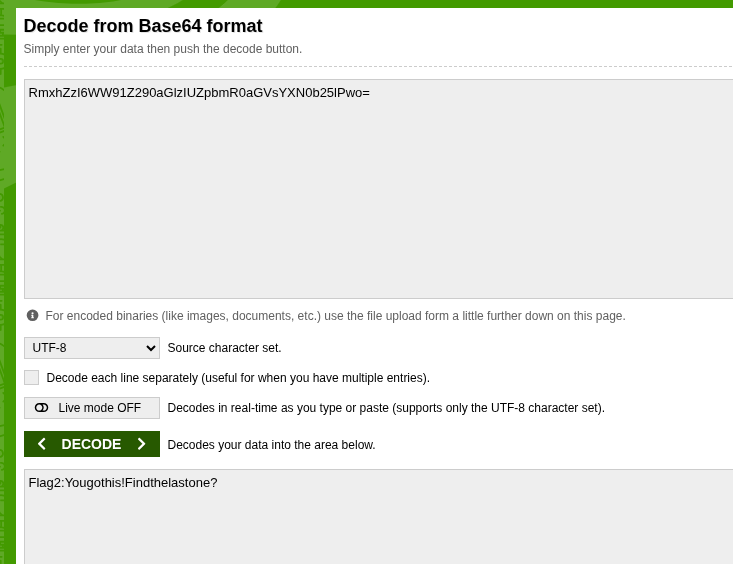 Decode from Base64 format
Simply enter your data then push the decode button.
RmxhZzI6WW91Z290aGlzIUZpbmR0aGVsYXN0b25lPwo=
For encoded binaries (like images, documents, etc.) use the file upload form a little further down on this page.
UTF-8 Source character set.
Decode each line separately (useful for when you have multiple entries).
Live mode OFF Decodes in real-time as you type or paste (supports only the UTF-8 character set).
< DECODE > Decodes your data into the area below.
Flag2:Yougothis!Findthelastone?